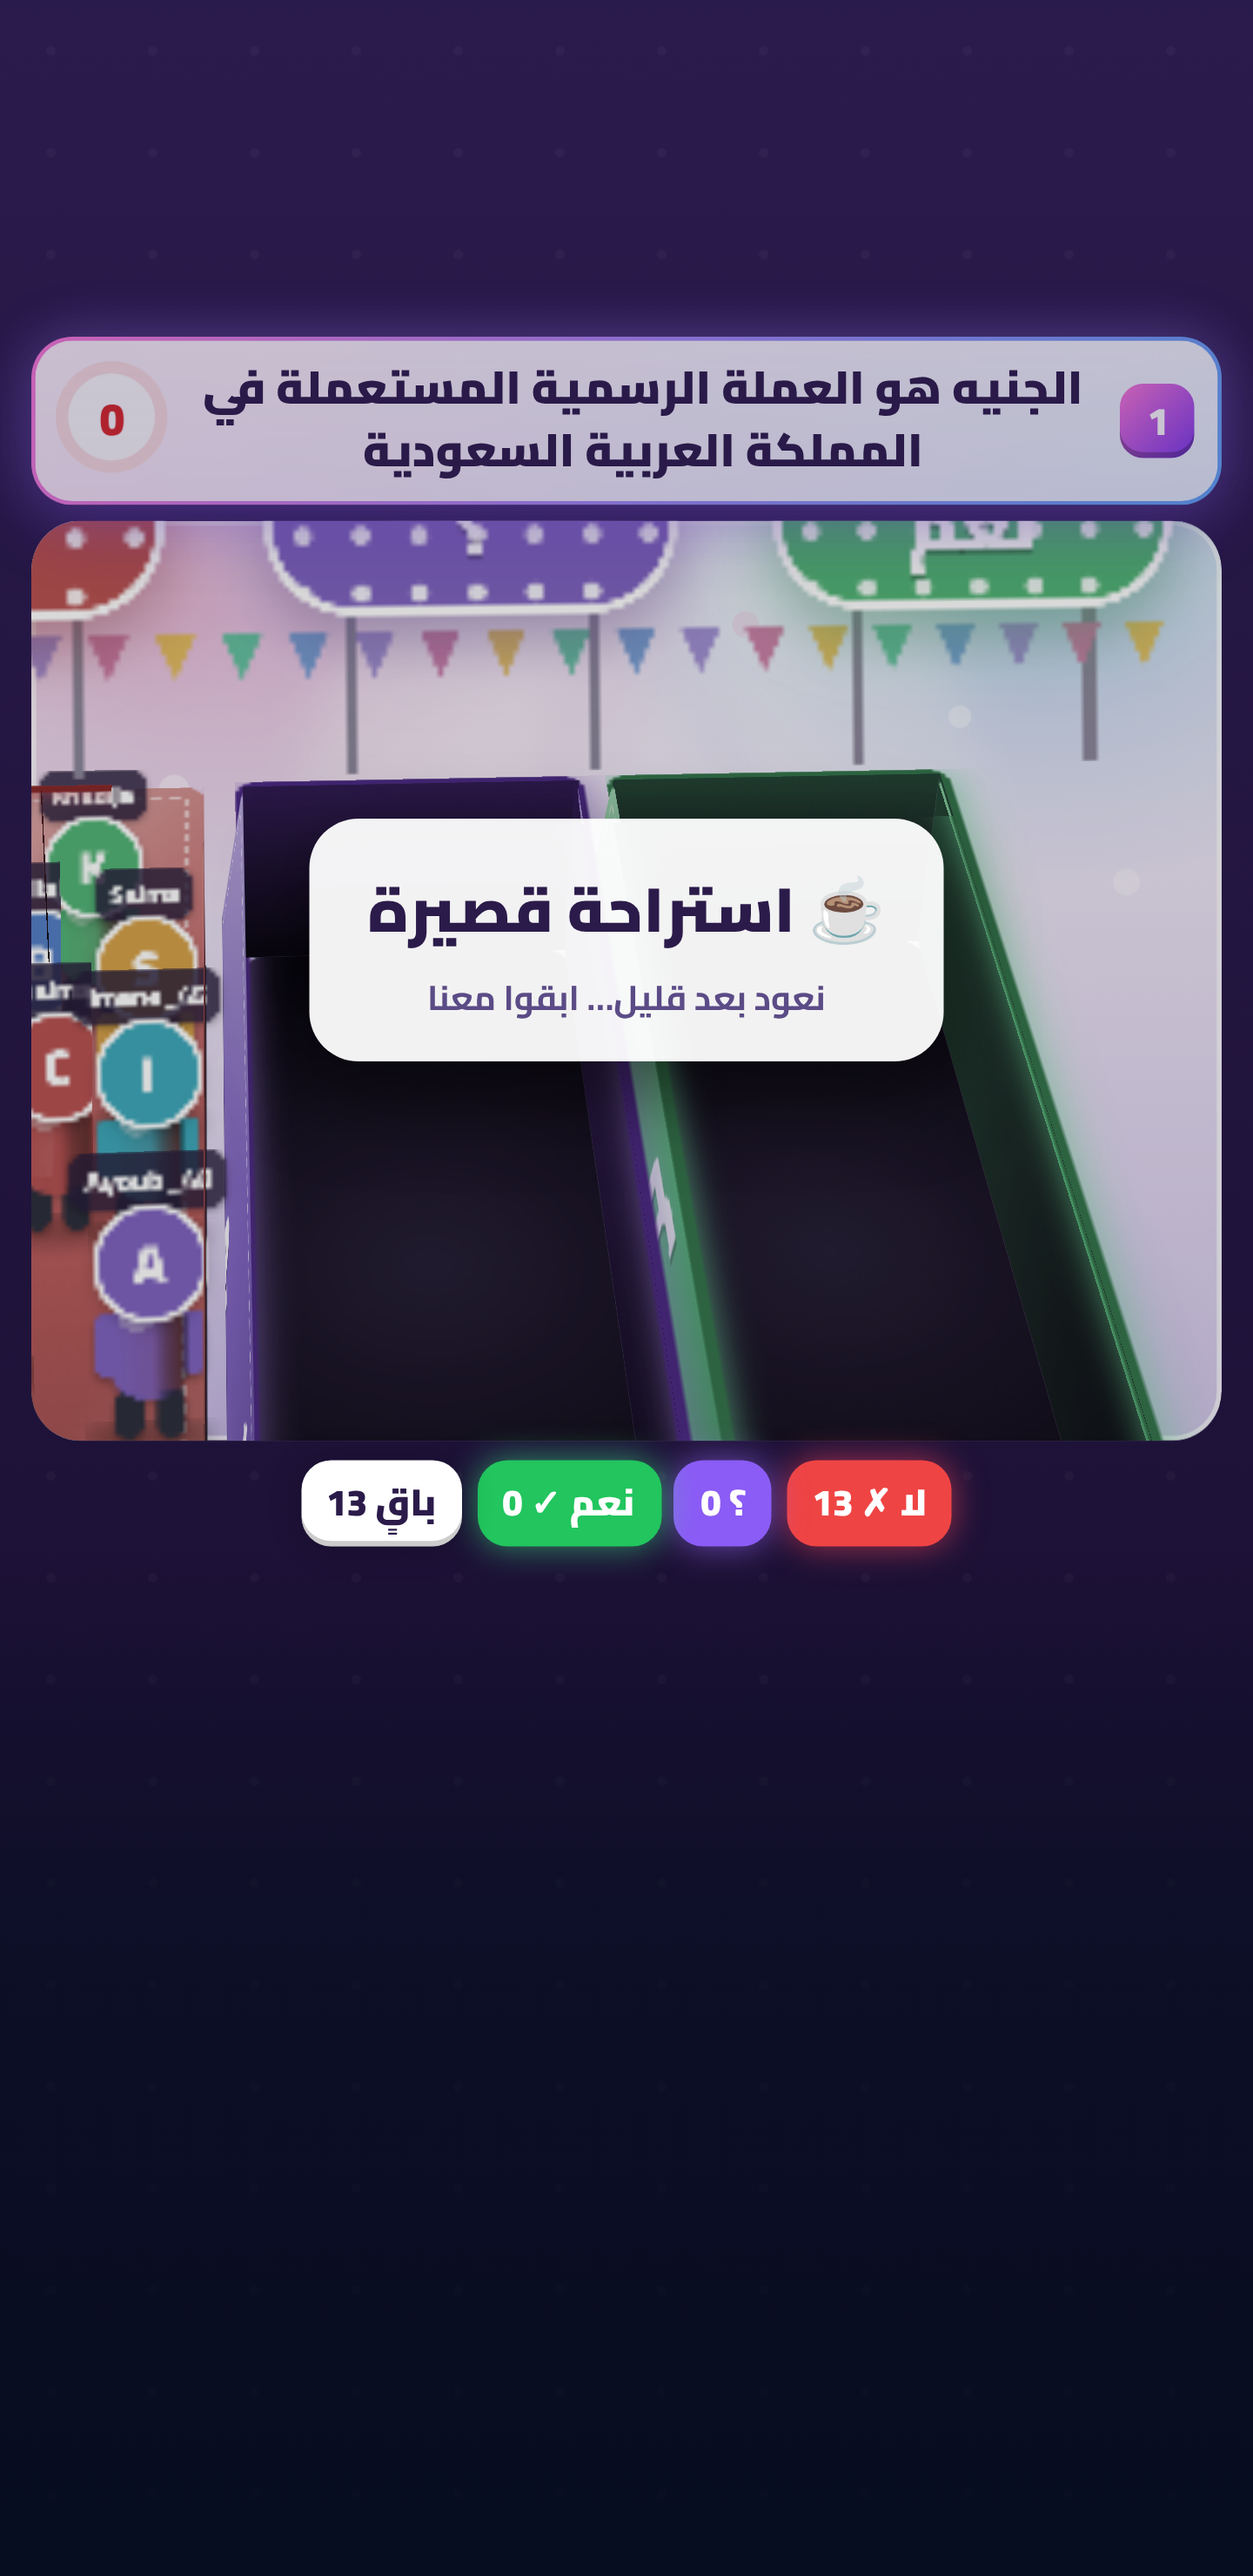 1
الجنيه هو العملة الرسمية المستعملة في
المملكة العربية السعودية
0
؟
نعم
K
Salma
S
C
I
A
☕ استراحة قصيرة
نعود بعد قليل... ابقوا معنا
لا ✗ 13
؟ 0
نعم ✓ 0
باقٍ 13